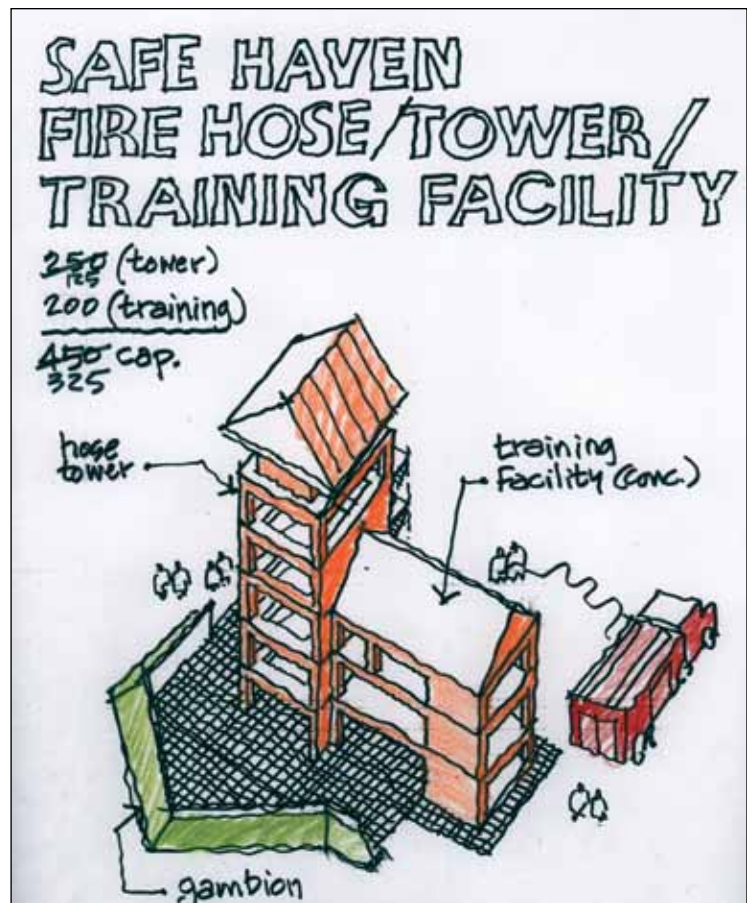 SAFE HAVEN
FIRE HOSE/TOWER/
TRAINING FACILITY
250 (tower)
125
200 (training)
450 cap.
325
hose
tower
training
Facility (conc.)
gambion